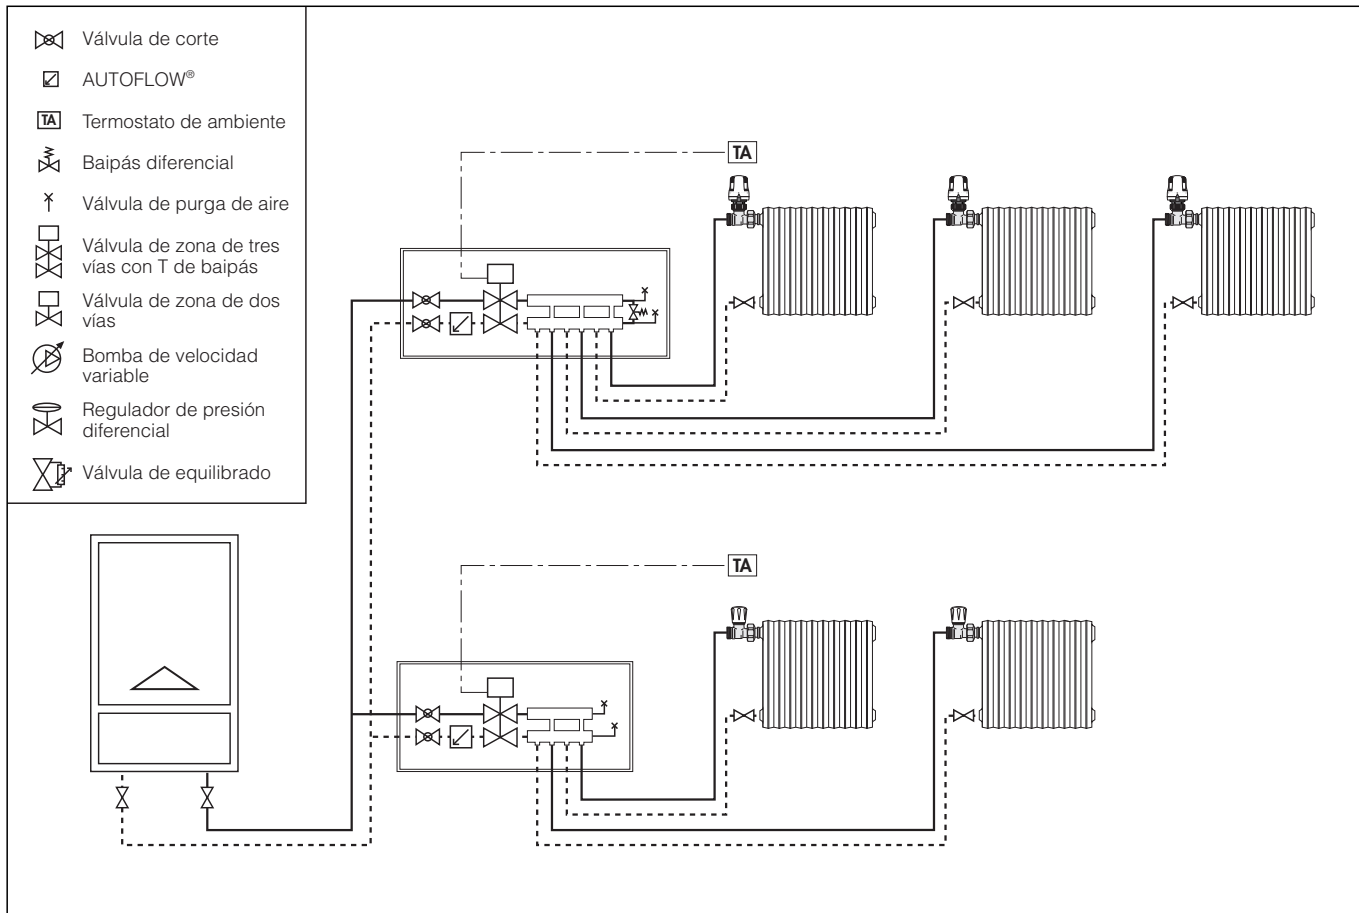 Válvula de corte
AUTOFLOW®
TA Termostato de ambiente
Baipás diferencial
Válvula de purga de aire
Válvula de zona de tres
vías con T de baipás
Válvula de zona de dos
vías
Bomba de velocidad
variable
Regulador de presión
diferencial
Válvula de equilibrado
TA
TA